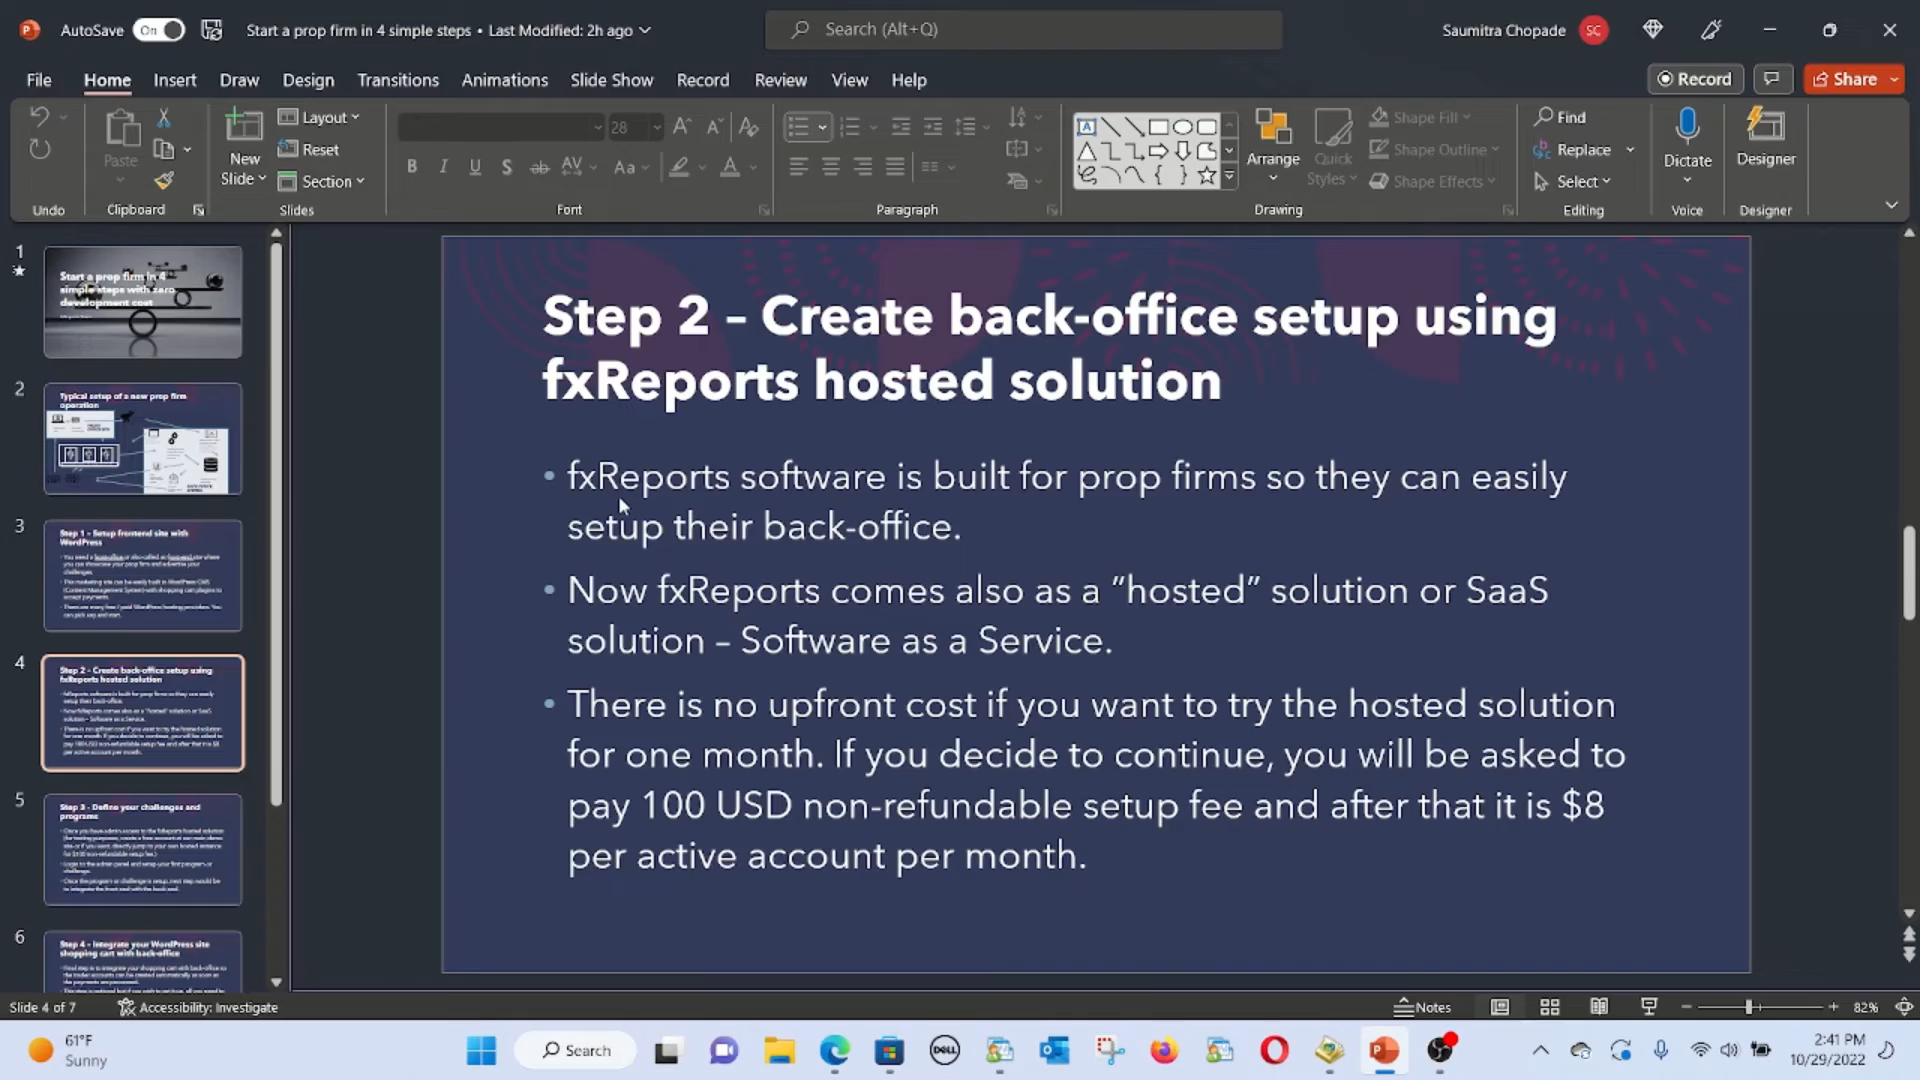 AutoSave On Start a prop firm in 4 simple steps • Last Modified: 2h ago Search (Alt+Q) Saumitra Chopade SC
File Home Insert Draw Design Transitions Animations Slide Show Record Review View Help Record Share
Paste
New Slide
Layout
Reset
Section
28
Arrange
Quick Styles
Shape Fill
Shape Outline
Shape Effects
Find
Replace
Select
Dictate
Designer
Undo Clipboard Slides Font Paragraph Drawing Editing Voice Designer
1
Start a prop firm in 4
simple steps with zero
development cost
2
Typical setup of a new prop firm
operation
3
Step 1 – Setup frontend site with
WordPress
4
Step 2 – Create back-office setup using
fxReports hosted solution
5
Step 3 - Define your challenges and
programs
6
Step 4 – Integrate your WordPress site
shopping cart with back-office
Step 2 – Create back-office setup using
fxReports hosted solution
• fxReports software is built for prop firms so they can easily
setup their back-office.
• Now fxReports comes also as a ”hosted” solution or SaaS
solution – Software as a Service.
• There is no upfront cost if you want to try the hosted solution
for one month. If you decide to continue, you will be asked to
pay 100 USD non-refundable setup fee and after that it is $8
per active account per month.
Slide 4 of 7 Accessibility: Investigate Notes 82%
61°F
Sunny
Search
DELL
2:41 PM
10/29/2022